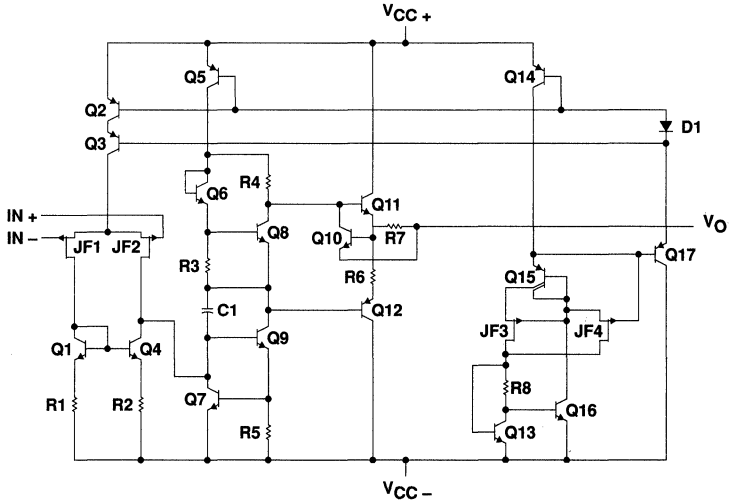 VCC +
Q5
Q14
Q2
D1
Q3
Q6
R4
Q11
IN +
IN –
JF1
JF2
Q8
Q10
R7
VO
Q17
R3
R6
Q15
C1
Q12
JF3
JF4
Q1
Q4
Q9
R8
R1
R2
Q7
Q16
R5
Q13
VCC –